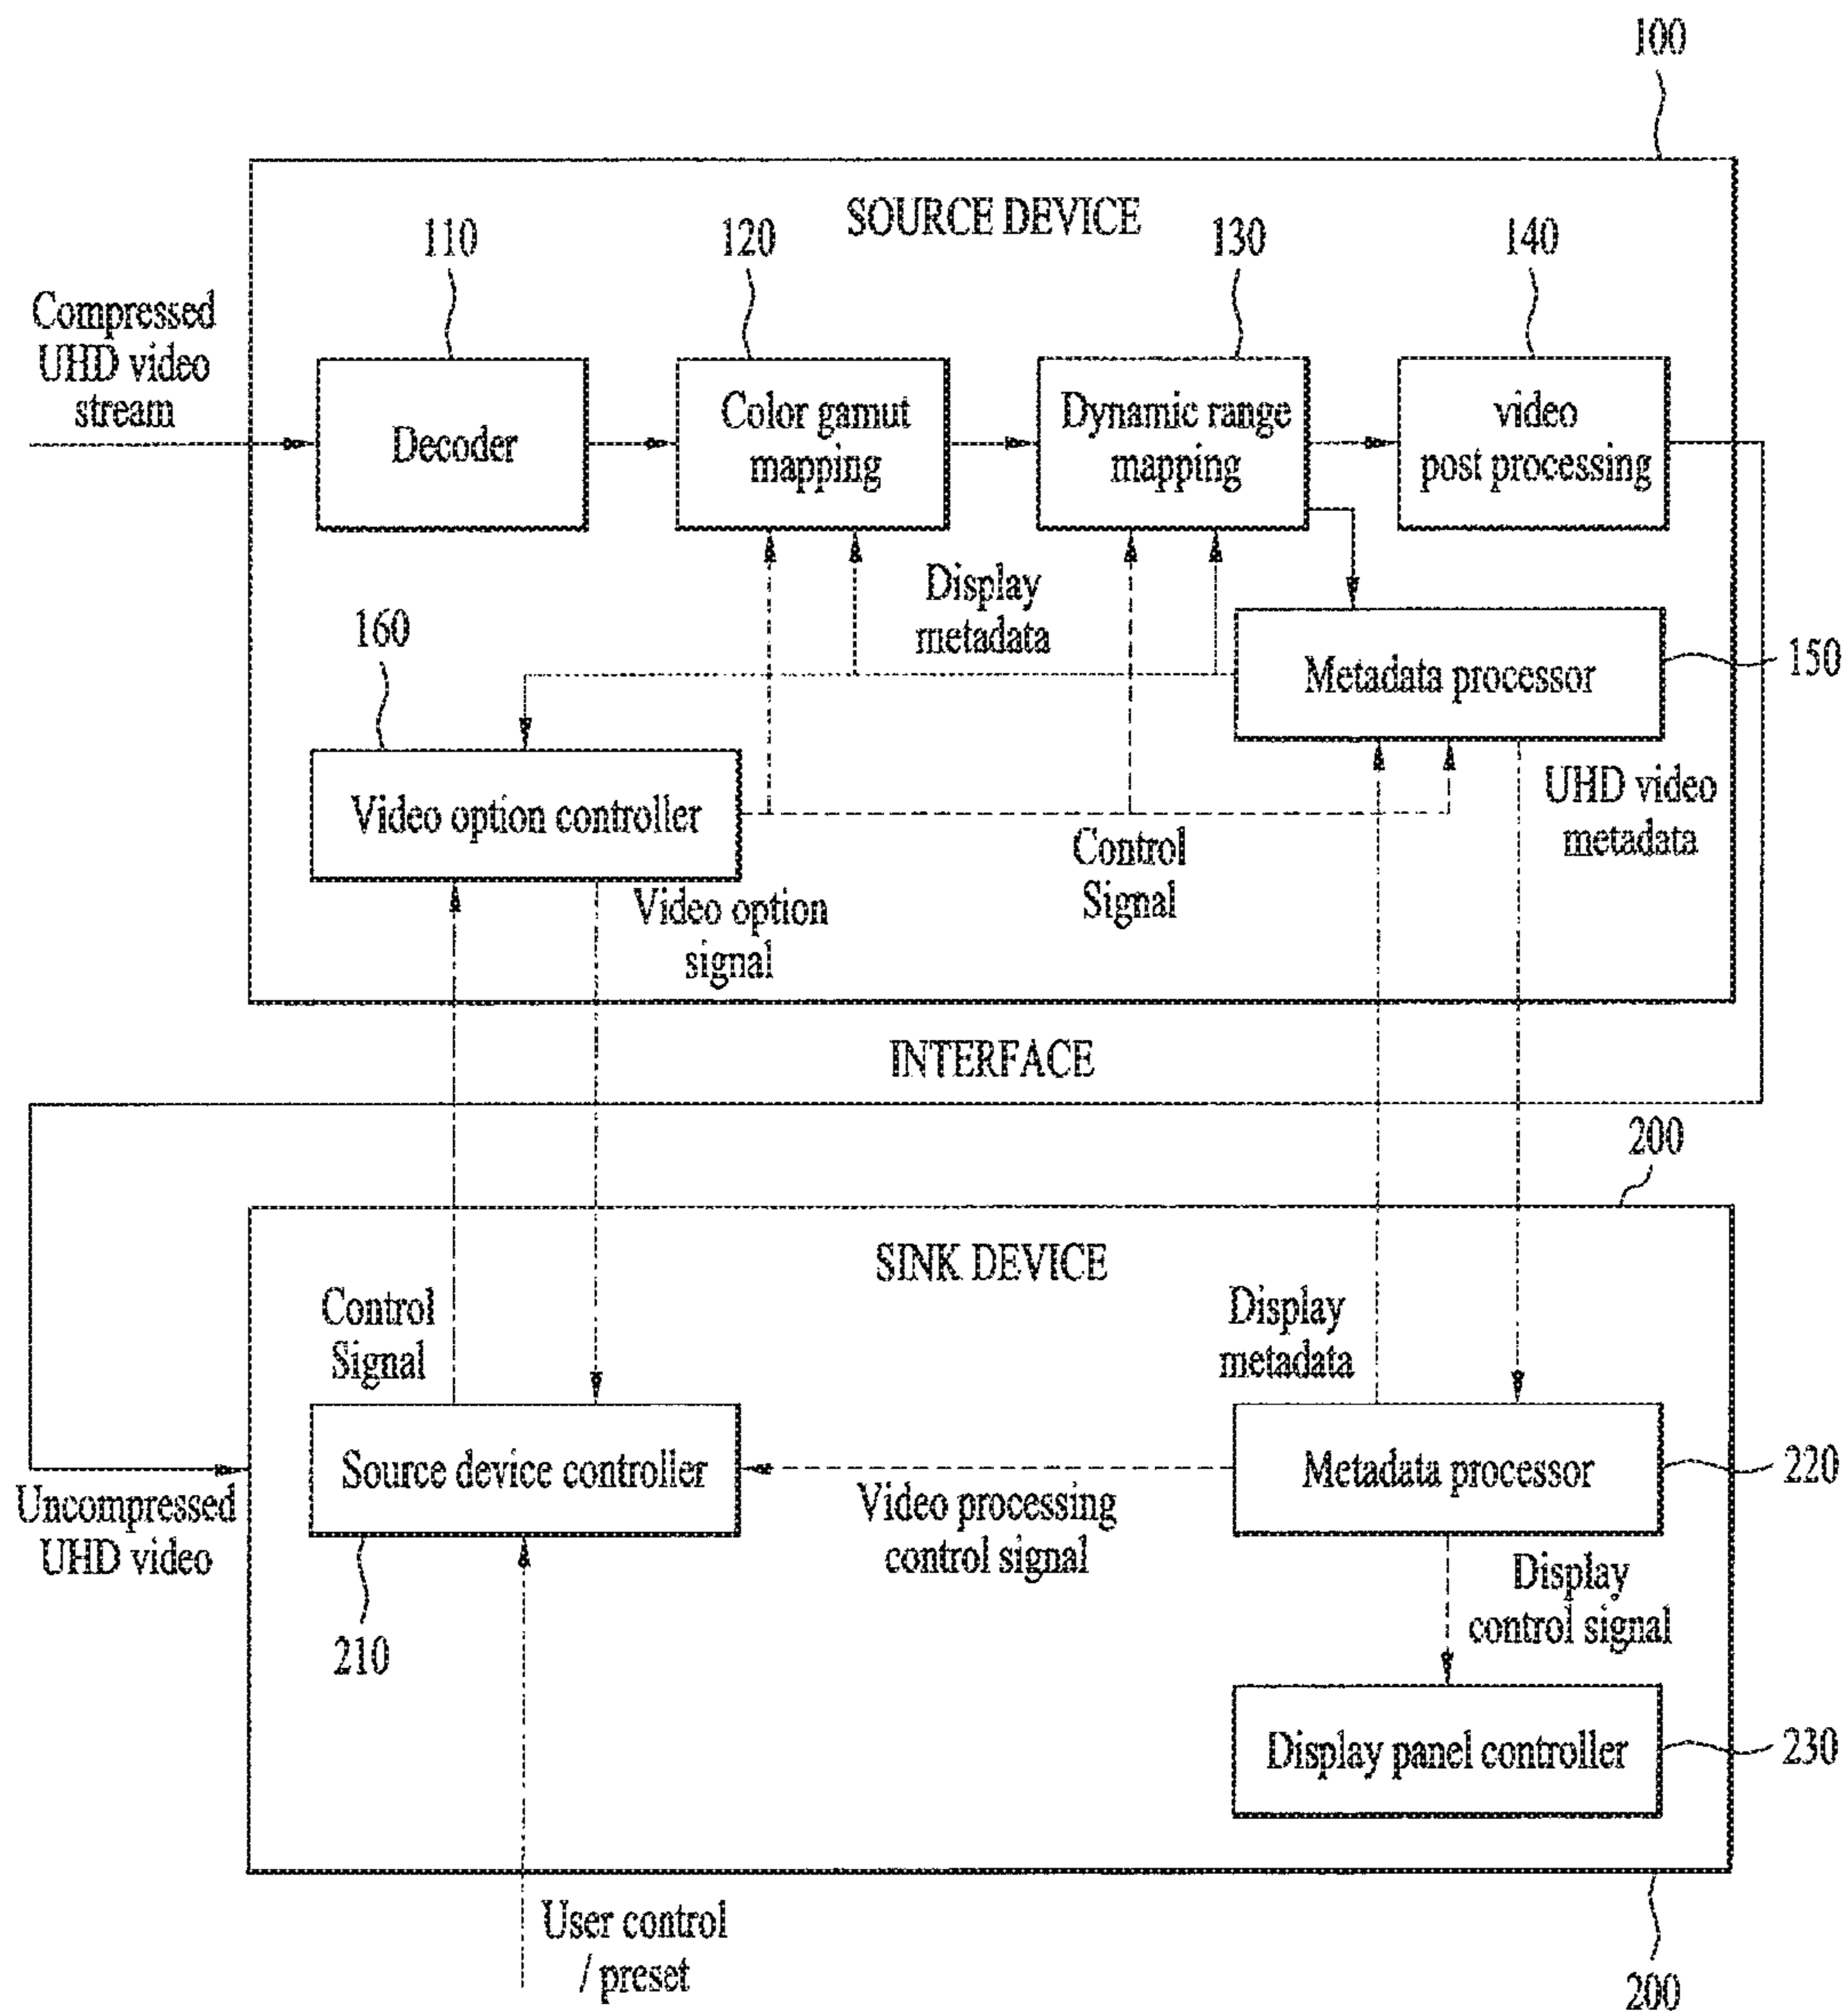 100
SOURCE DEVICE
110
120
130
140
Compressed
UHD video
stream
Decoder
Color gamut
mapping
Dynamic range
mapping
video
post processing
Display
metadata
160
Metadata processor
150
Video option controller
UHD video
metadata
Control
Signal
Video option
signal
INTERFACE
200
SINK DEVICE
Control
Signal
Display
metadata
Source device controller
Metadata processor
220
Uncompressed
UHD video
Video processing
control signal
Display
control signal
210
Display panel controller
230
User control
/ preset
200